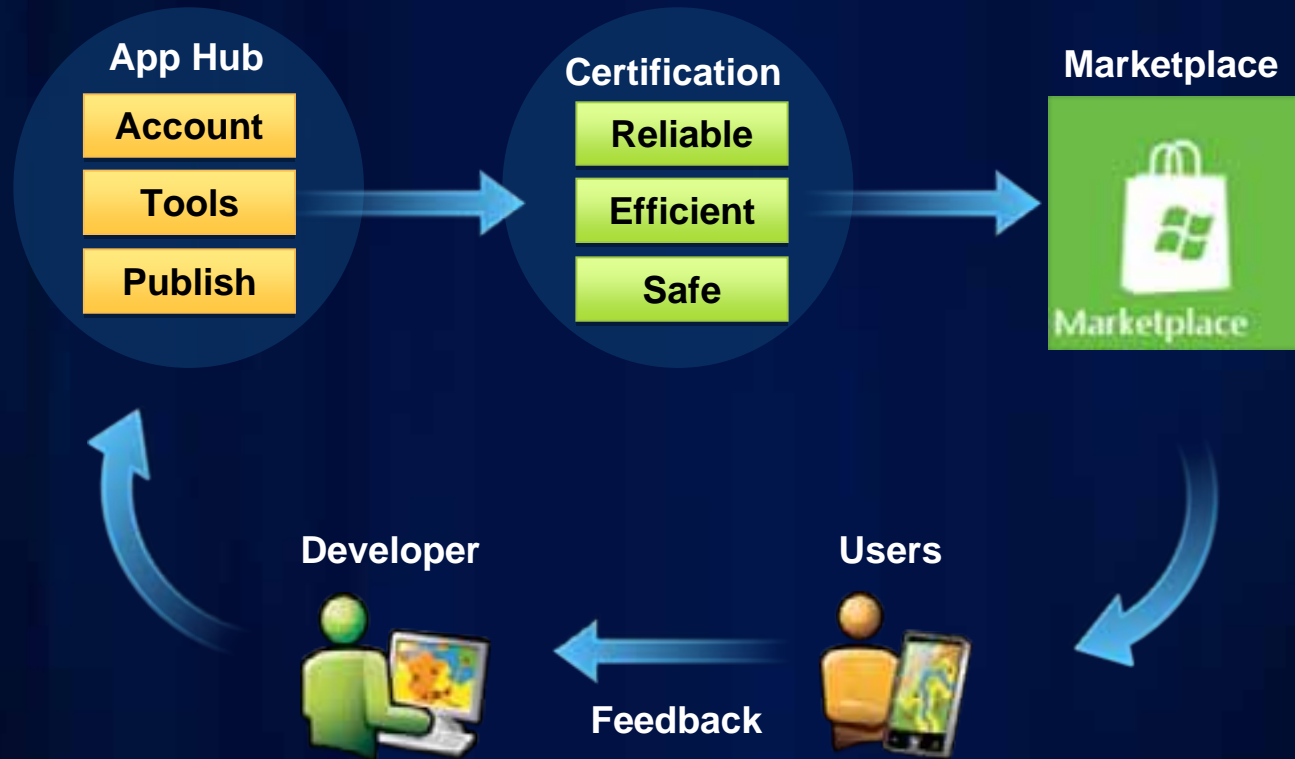 App Hub
Account
Tools
Publish
Certification
Reliable
Efficient
Safe
Marketplace
Marketplace
Developer
Users
Feedback